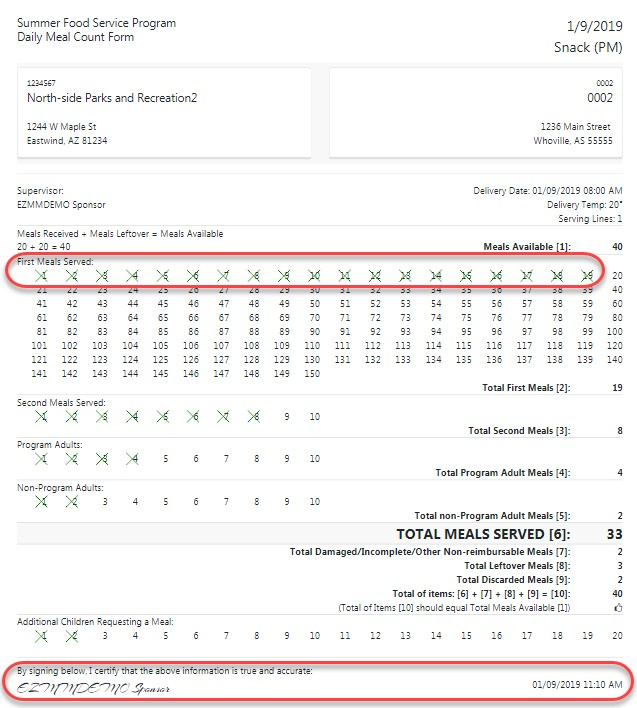 Summer Food Service Program
Daily Meal Count Form
1/9/2019
Snack (PM)
1234567
North-side Parks and Recreation2
1244 W Maple St
Eastwind, AZ 81234
0002
0002
1236 Main Street
Whoville, AS 55555
Supervisor:
EZMMDEMO Sponsor
Delivery Date: 01/09/2019 08:00 AM
Delivery Temp: 20°
Serving Lines: 1
Meals Received + Meals Leftover = Meals Available
20 + 20 = 40
Meals Available [1]: 40
First Meals Served:
1 2 3 4 5 6 7 8 9 10 11 12 13 14 15 16 17 18 19 20
21 22 23 24 25 26 27 28 29 30 31 32 33 34 35 36 37 38 39 40
41 42 43 44 45 46 47 48 49 50 51 52 53 54 55 56 57 58 59 60
61 62 63 64 65 66 67 68 69 70 71 72 73 74 75 76 77 78 79 80
81 82 83 84 85 86 87 88 89 90 91 92 93 94 95 96 97 98 99 100
101 102 103 104 105 106 107 108 109 110 111 112 113 114 115 116 117 118 119 120
121 122 123 124 125 126 127 128 129 130 131 132 133 134 135 136 137 138 139 140
141 142 143 144 145 146 147 148 149 150
Total First Meals [2]: 19
Second Meals Served:
1 2 3 4 5 6 7 8 9 10
Total Second Meals [3]: 8
Program Adults:
1 2 3 4 5 6 7 8 9 10
Total Program Adult Meals [4]: 4
Non-Program Adults:
1 2 3 4 5 6 7 8 9 10
Total non-Program Adult Meals [5]: 2
TOTAL MEALS SERVED [6]: 33
Total Damaged/Incomplete/Other Non-reimbursable Meals [7]: 2
Total Leftover Meals [8]: 3
Total Discarded Meals [9]: 2
Total of items: [6] + [7] + [8] + [9] = [10]: 40
(Total of Items [10] should equal Total Meals Available [1])
Additional Children Requesting a Meal:
1 2 3 4 5 6 7 8 9 10 11 12 13 14 15 16 17 18 19 20
By signing below, I certify that the above information is true and accurate:
EZMMDEMO Sponsor
01/09/2019 11:10 AM